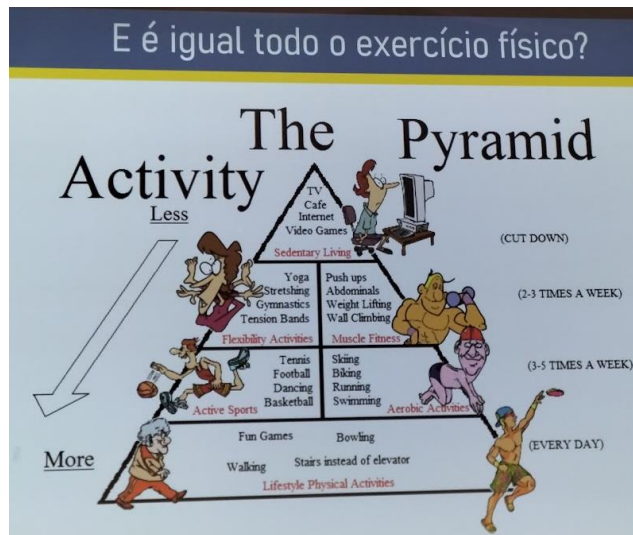 E é igual todo o exercício físico?
The Activity Pyramid
Less
TV
Cafe
Internet
Video Games
Sedentary Living
(CUT DOWN)
Yoga
Stretshing
Gymnastics
Tension Bands
Flexibility Activities
Push ups
Abdominals
Weight Lifting
Wall Climbing
Muscle Fitness
(2-3 TIMES A WEEK)
Tennis
Football
Dancing
Basketball
Active Sports
Skiing
Biking
Running
Swimming
Aerobic Activities
(3-5 TIMES A WEEK)
More
Fun Games
Bowling
Walking
Stairs instead of elevator
Lifestyle Physical Activities
(EVERY DAY)